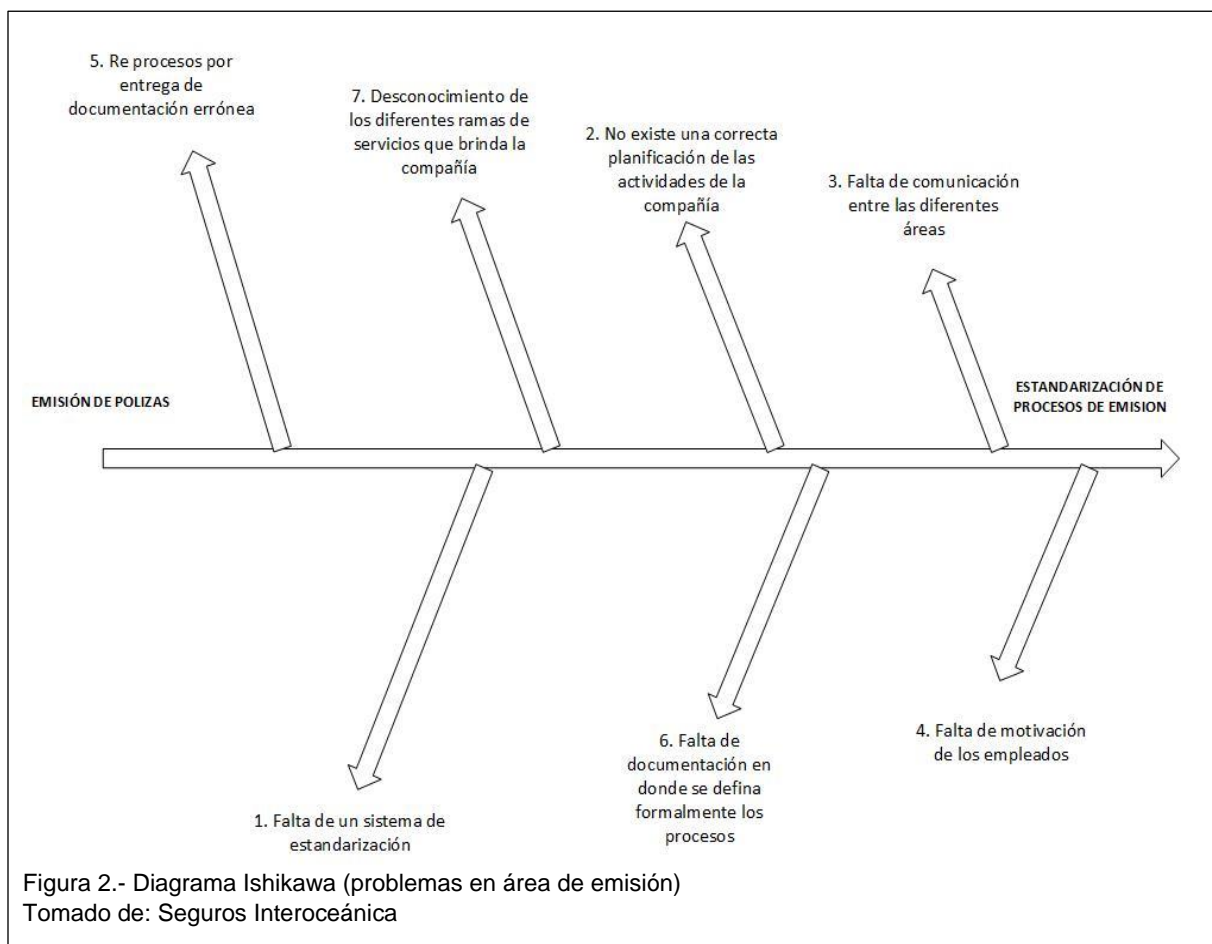 5. Re procesos por
entrega de
documentación errónea
7. Desconocimiento de
los diferentes ramas de
servicios que brinda la
compañía
2. No existe una correcta
planificación de las
actividades de la
compañía
3. Falta de comunicación
entre las diferentes
áreas
EMISIÓN DE POLIZAS
ESTANDARIZACIÓN DE
PROCESOS DE EMISION
1. Falta de un sistema de
estandarización
6. Falta de
documentación en
donde se defina
formalmente los
procesos
4. Falta de motivación
de los empleados
Figura 2.- Diagrama Ishikawa (problemas en área de emisión)
Tomado de: Seguros Interoceánica